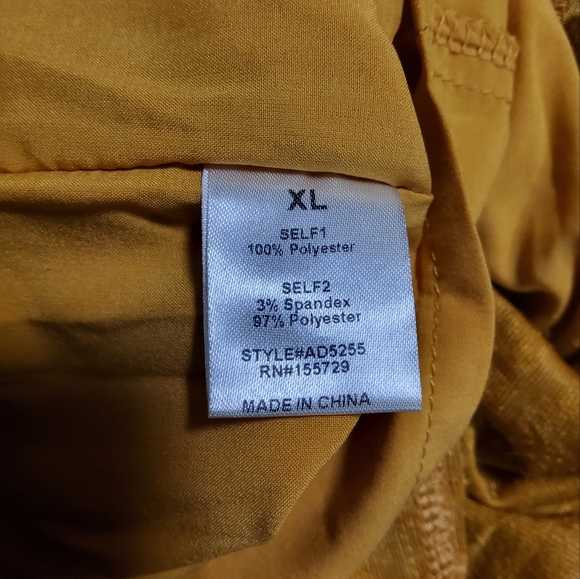 XL
SELF1
100% Polyester
SELF2
3% Spandex
97% Polyester
STYLE#AD5255
RN#155729
MADE IN CHINA